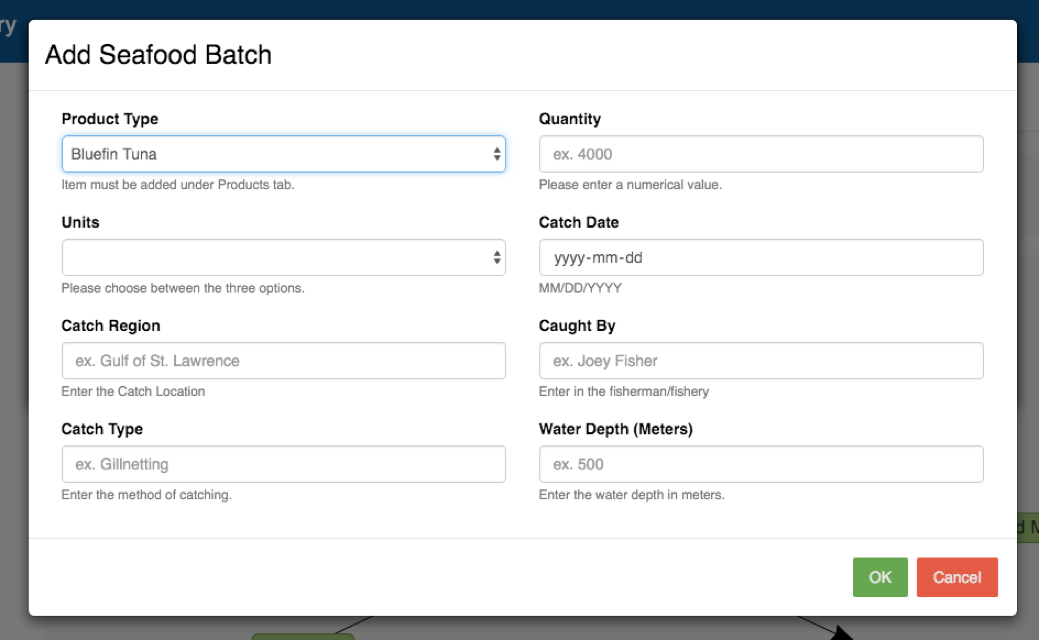 ry
Add Seafood Batch
Product Type
Bluefin Tuna
Item must be added under Products tab.
Quantity
ex. 4000
Please enter a numerical value.
Units
Please choose between the three options.
Catch Date
yyyy-mm-dd
MM/DD/YYYY
Catch Region
ex. Gulf of St. Lawrence
Enter the Catch Location
Caught By
ex. Joey Fisher
Enter in the fisherman/fishery
Catch Type
ex. Gillnetting
Enter the method of catching.
Water Depth (Meters)
ex. 500
Enter the water depth in meters.
d M
OK
Cancel